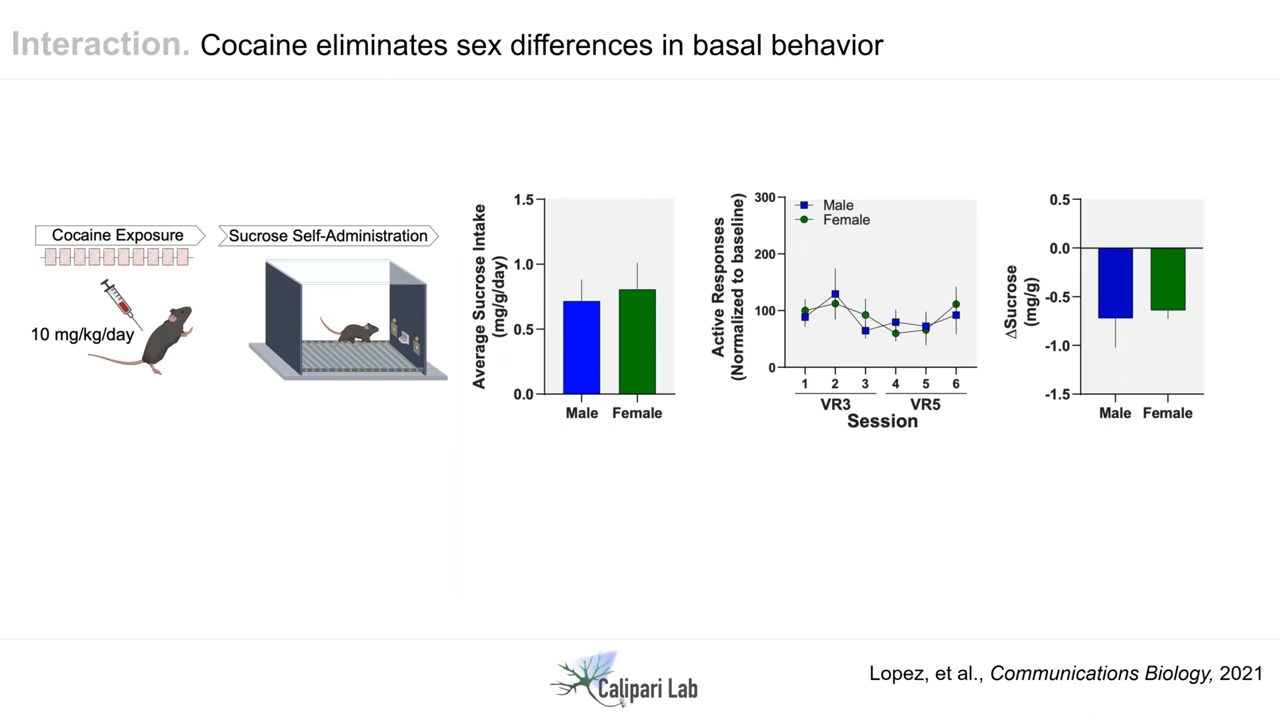 Interaction. Cocaine eliminates sex differences in basal behavior
Cocaine Exposure
Sucrose Self-Administration
10 mg/kg/day
Average Sucrose Intake
(mg/g/day)
1.5
1.0
0.5
0.0
Male Female
Active Responses
(Normalized to baseline)
300
200
100
0
Male
Female
1 2 3 4 5 6
VR3 VR5
Session
ΔSucrose
(mg/g)
0.5
0.0
-0.5
-1.0
-1.5
Male Female
Calipari Lab
Lopez, et al., Communications Biology, 2021